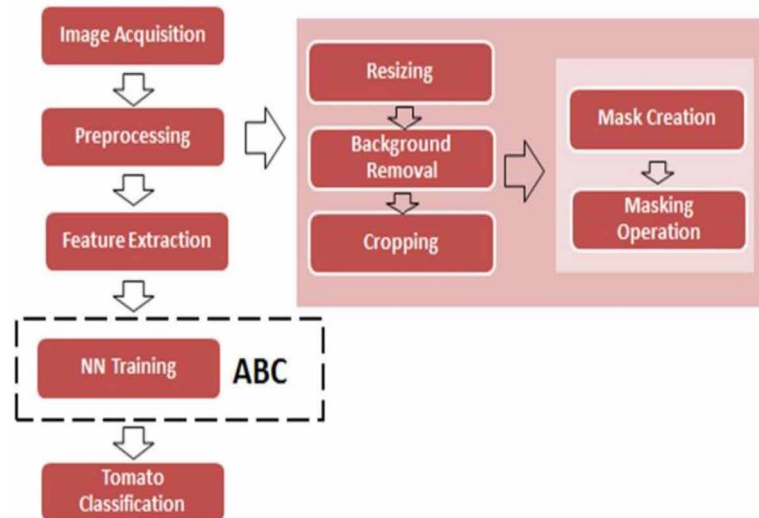 Image Acquisition
Preprocessing
Feature Extraction
NN Training
ABC
Tomato
Classification
Resizing
Background
Removal
Cropping
Mask Creation
Masking
Operation